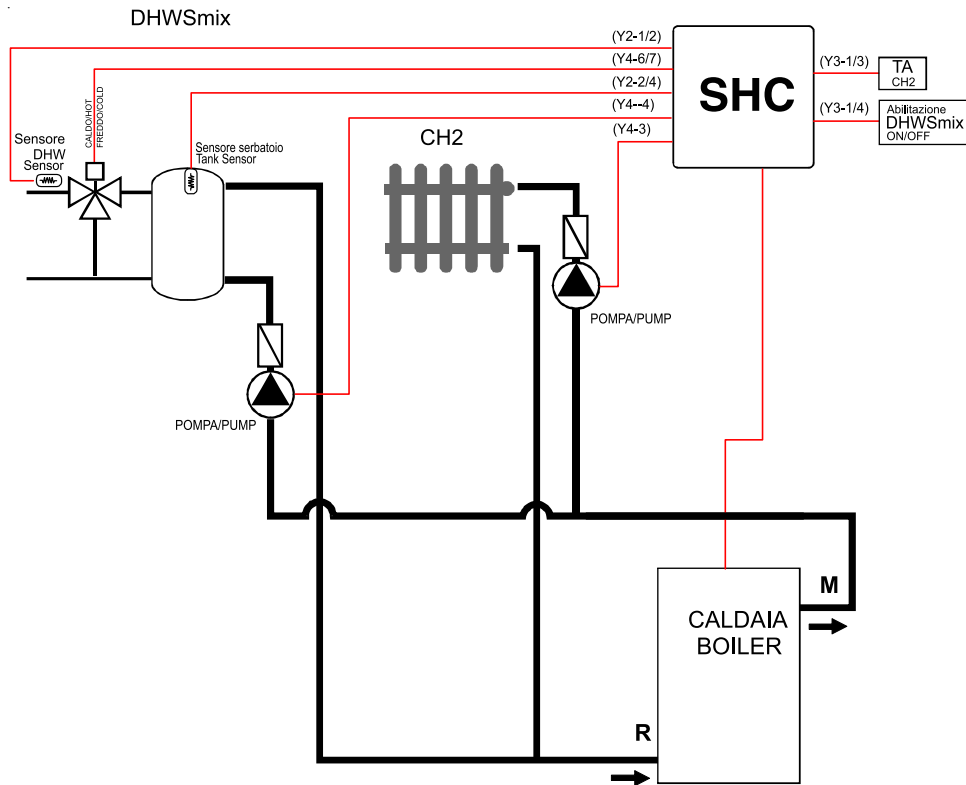 DHWSmix
(Y2-1/2)
(Y4-6/7)
(Y2-2/4)
(Y4--4)
(Y4-3)
SHC
(Y3-1/3)
TA
CH2
(Y3-1/4)
Abilitazione
DHWSmix
ON/OFF
CALDO/HOT
FREDDO/COLD
Sensore
DHW
Sensor
Sensore serbatoio
Tank Sensor
CH2
POMPA/PUMP
POMPA/PUMP
M
CALDAIA
BOILER
R